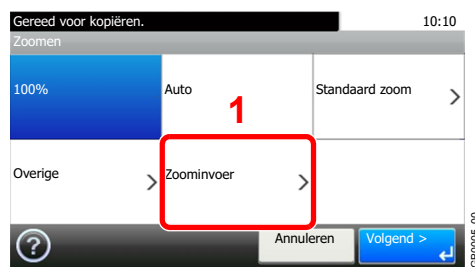 Gereed voor kopiëren. 10:10
Zoomen
100% Auto Standaard zoom >
1
Overige > Zoominvoer >
? Annuleren Volgend >